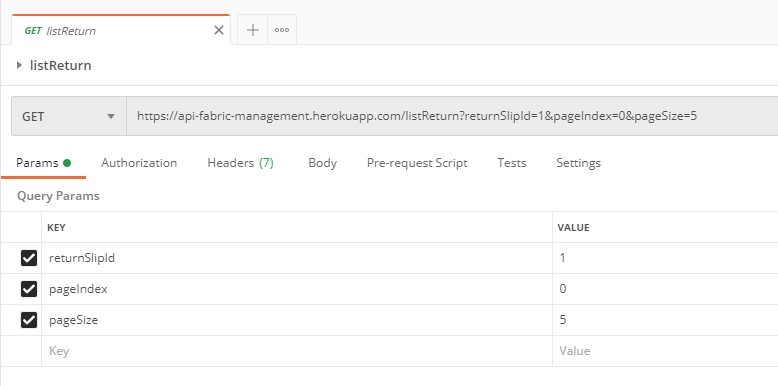 GET listReturn
listReturn
GET https://api-fabric-management.herokuapp.com/listReturn?returnSlipId=1&pageIndex=0&pageSize=5
Params Authorization Headers (7) Body Pre-request Script Tests Settings
Query Params
KEY VALUE
returnSlipId 1
pageIndex 0
pageSize 5
Key Value